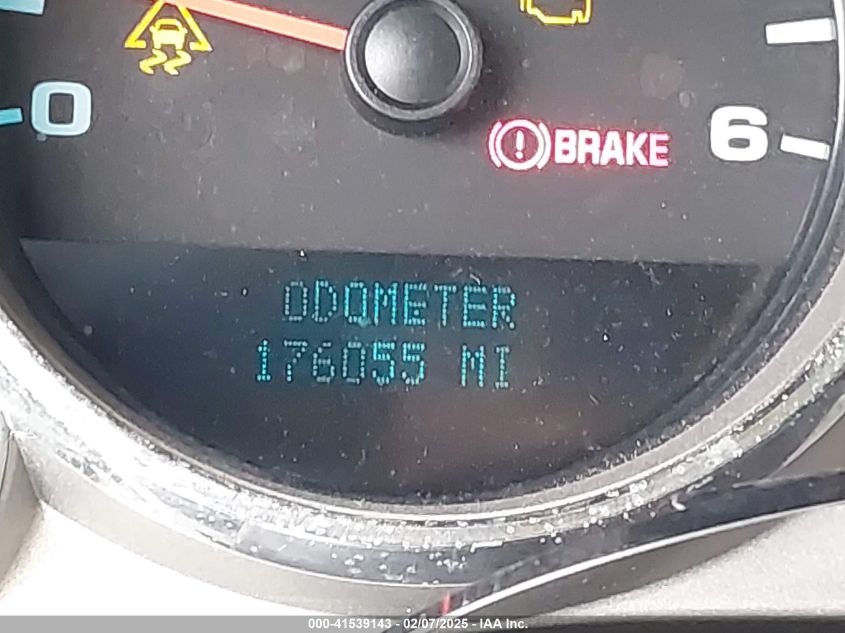 0
BRAKE 6
ODOMETER
176055 MI
000-41539143 - 02/07/2025 - IAA Inc.